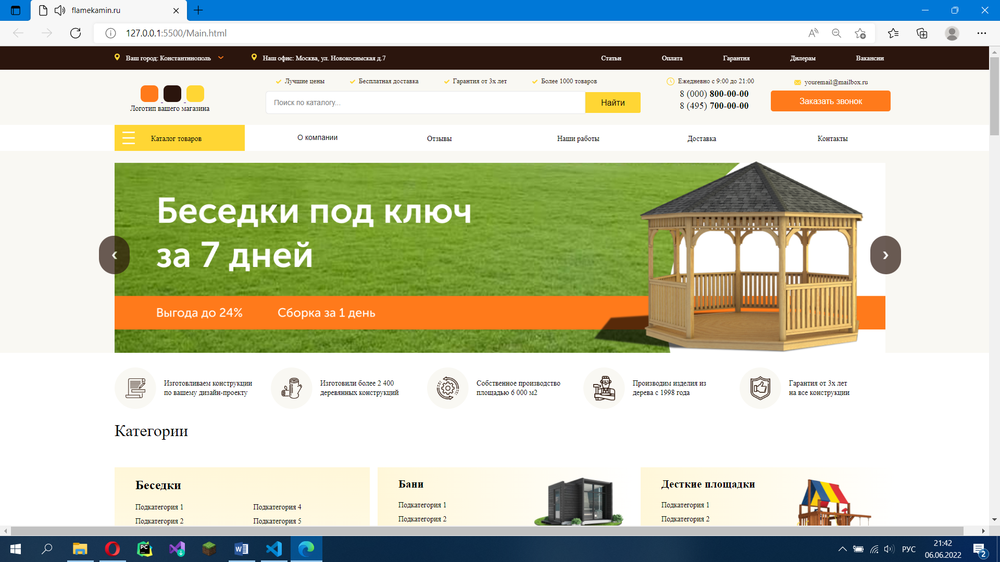 flamekamin.ru
127.0.0.1:5500/Main.html
Ваш город: Константинополь
Наш офис: Москва, ул. Новокосимская д.7
Статьи
Оплата
Гарантия
Дилерам
Вакансии
Лучшие цены
Бесплатная доставка
Гарантия от 3х лет
Более 1000 товаров
Ежедневно с 9:00 до 21:00
youremail@mailbox.ru
Логотип вашего магазина
Поиск по каталогу...
Найти
8 (000) 800-00-00
8 (495) 700-00-00
Заказать звонок
Каталог товаров
О компании
Отзывы
Наши работы
Доставка
Контакты
Беседки под ключ
за 7 дней
Выгода до 24%
Сборка за 1 день
Изготовливаем конструкции
по вашему дизайн-проекту
Изготовили более 2 400
деревянных конструкций
Собственное производство
площадью 6 000 м2
Производим изделия из
дерева с 1998 года
Гарантия от 3х лет
на все конструкции
Категории
Беседки
Подкатегория 1
Подкатегория 4
Подкатегория 2
Подкатегория 5
Бани
Подкатегория 1
Подкатегория 2
Десткие площадки
Подкатегория 1
Подкатегория 2
РУС
21:42
06.06.2022
2